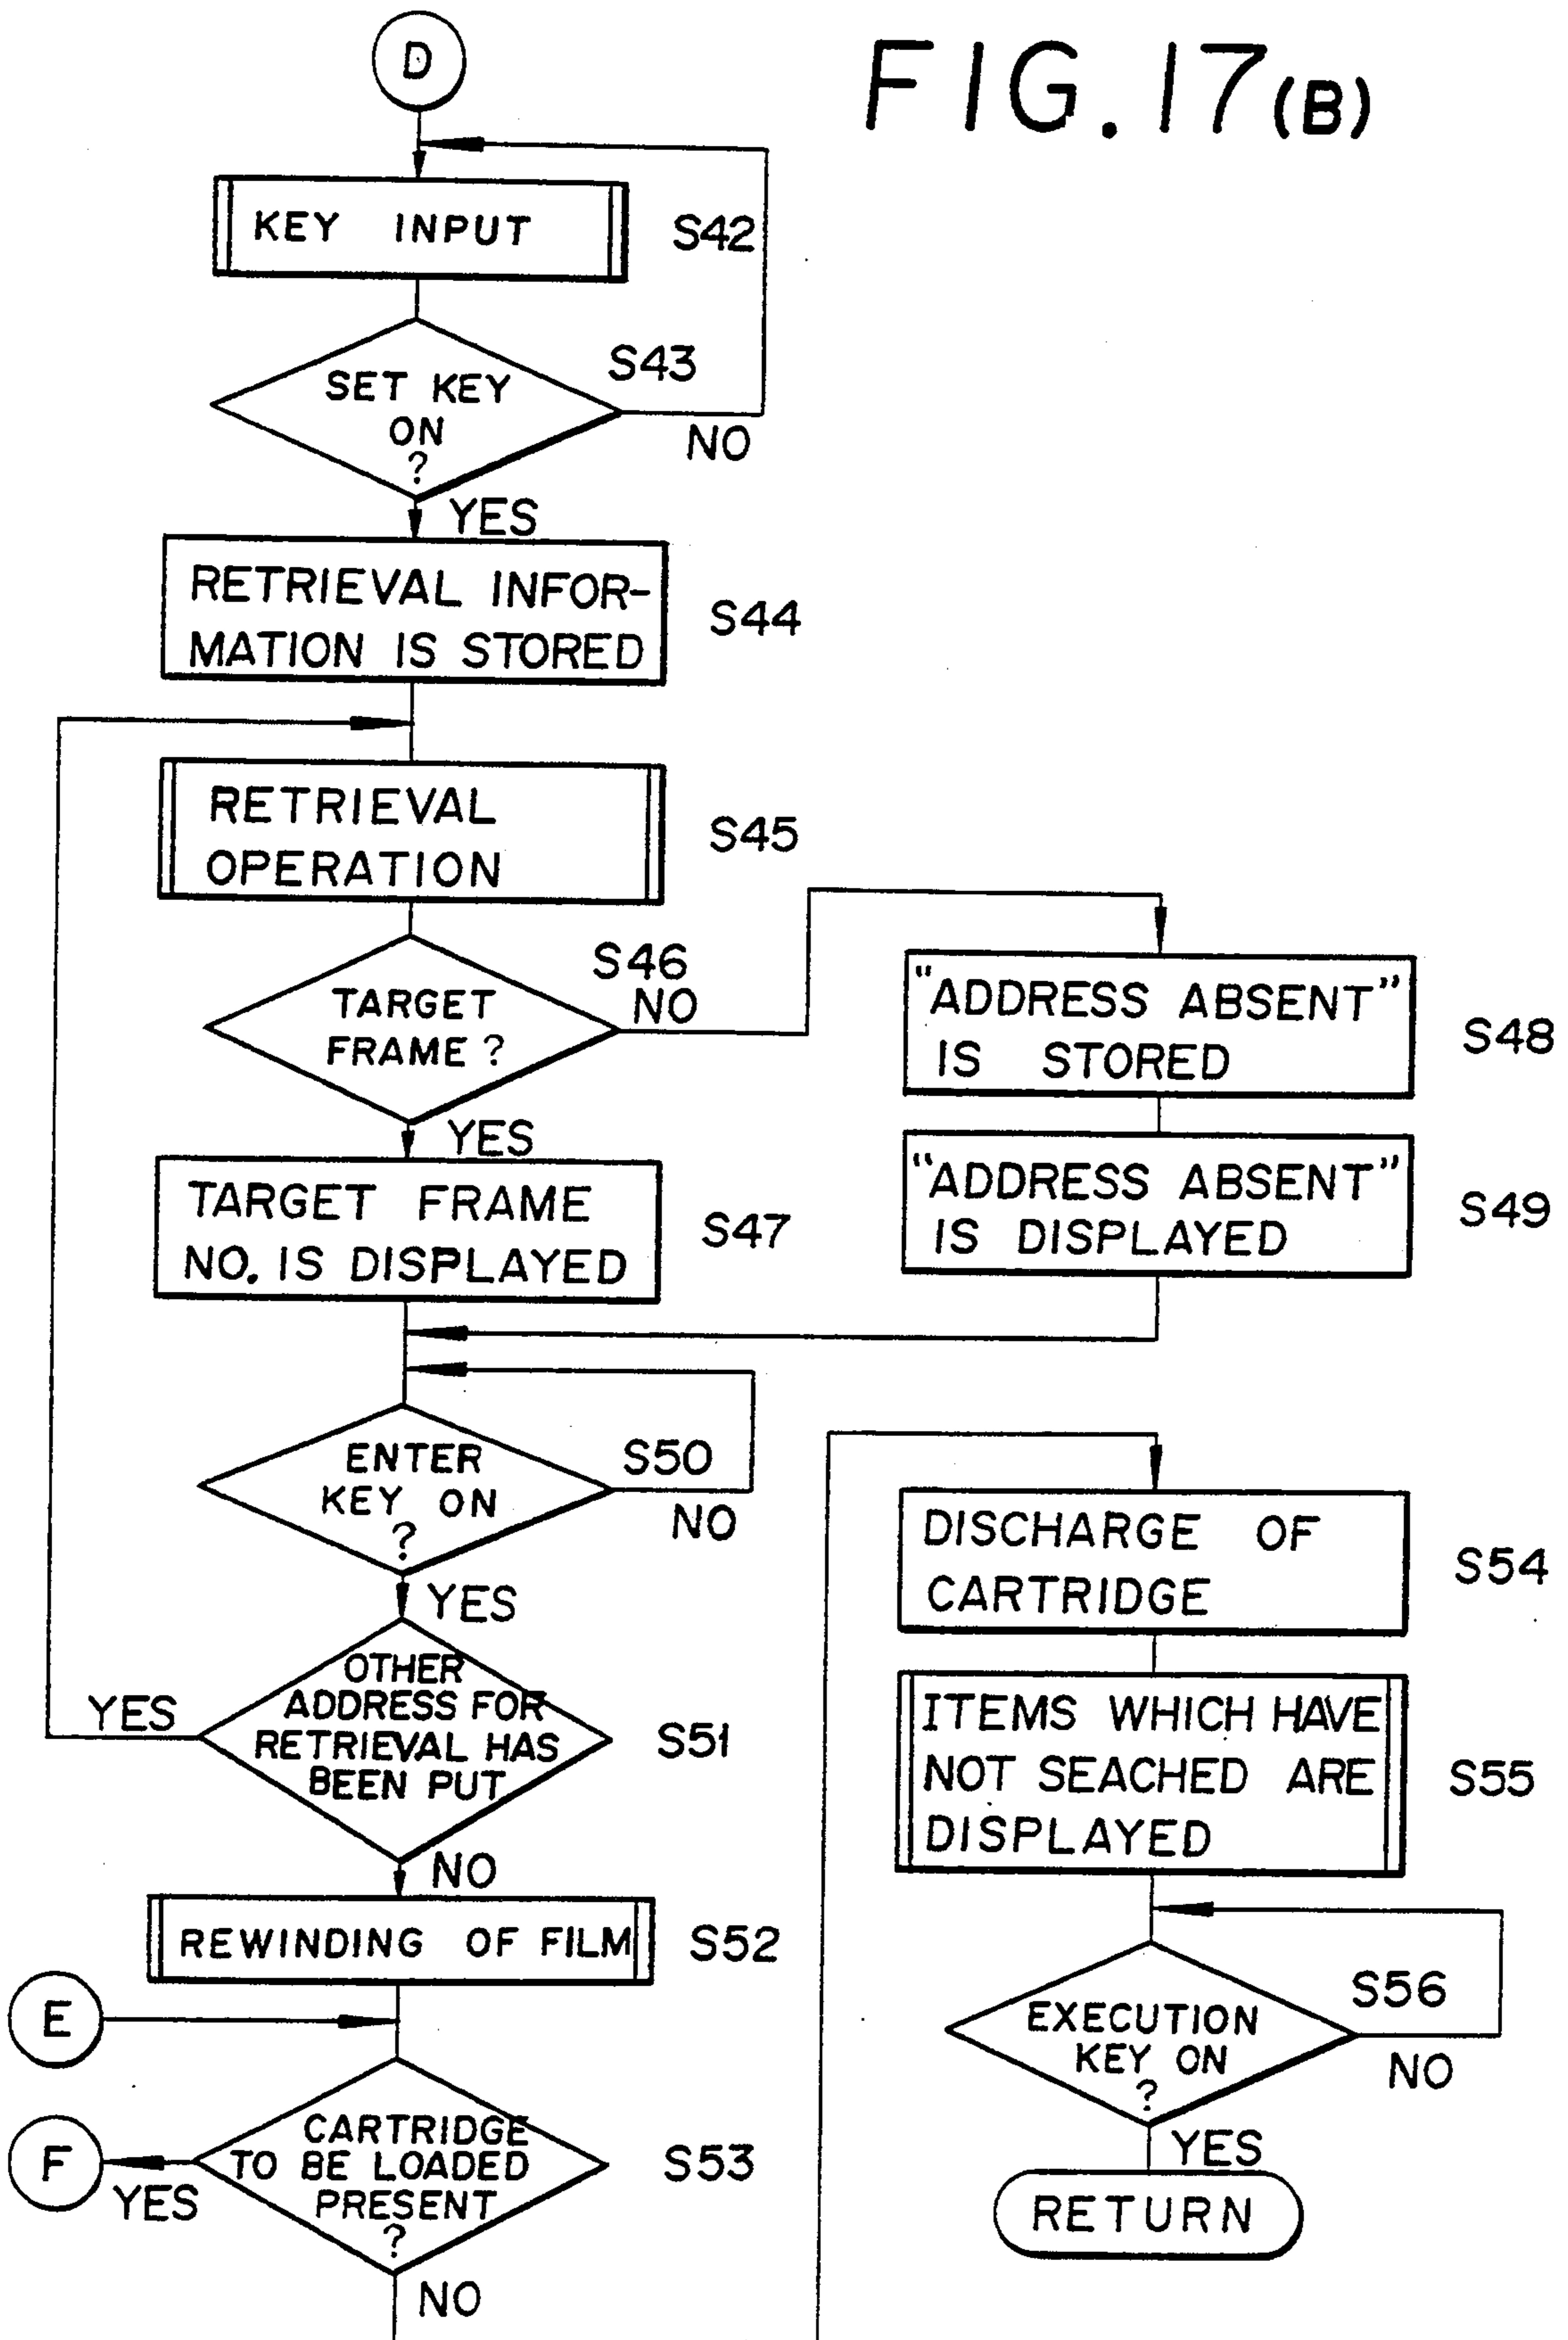 FIG. 17(B)
D
KEY INPUT
S42
S43
SET KEY
ON
?
NO
YES
RETRIEVAL INFOR-
MATION IS STORED
S44
RETRIEVAL
OPERATION
S45
S46
TARGET
FRAME ?
NO
YES
TARGET FRAME
NO. IS DISPLAYED
S47
"ADDRESS ABSENT"
IS STORED
S48
"ADDRESS ABSENT"
IS DISPLAYED
S49
ENTER
KEY ON
?
S50
NO
YES
OTHER
ADDRESS FOR
RETRIEVAL HAS
BEEN PUT
S51
YES
NO
REWINDING OF FILM
S52
E
F
CARTRIDGE
TO BE LOADED
PRESENT
?
S53
YES
NO
DISCHARGE OF
CARTRIDGE
S54
ITEMS WHICH HAVE
NOT SEACHED ARE
DISPLAYED
S55
EXECUTION
KEY ON
?
S56
NO
YES
RETURN